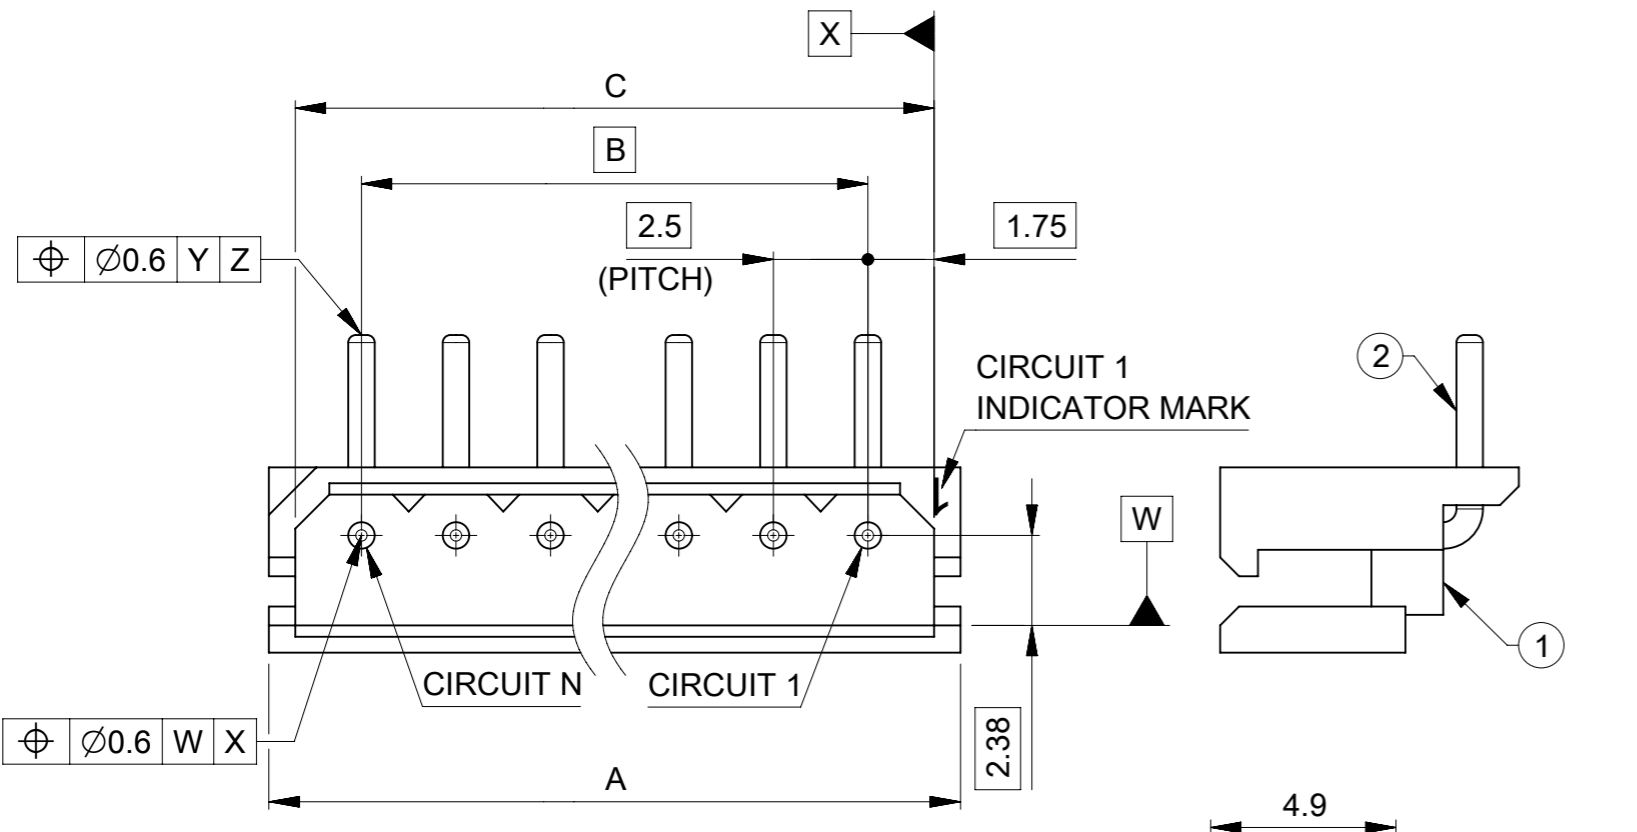 X
C
B
2.5
1.75
(PITCH)
⌖ ∅0.6 Y Z
CIRCUIT 1
INDICATOR MARK
2
W
1
CIRCUIT N
CIRCUIT 1
⌖ ∅0.6 W X
2.38
A
4.9